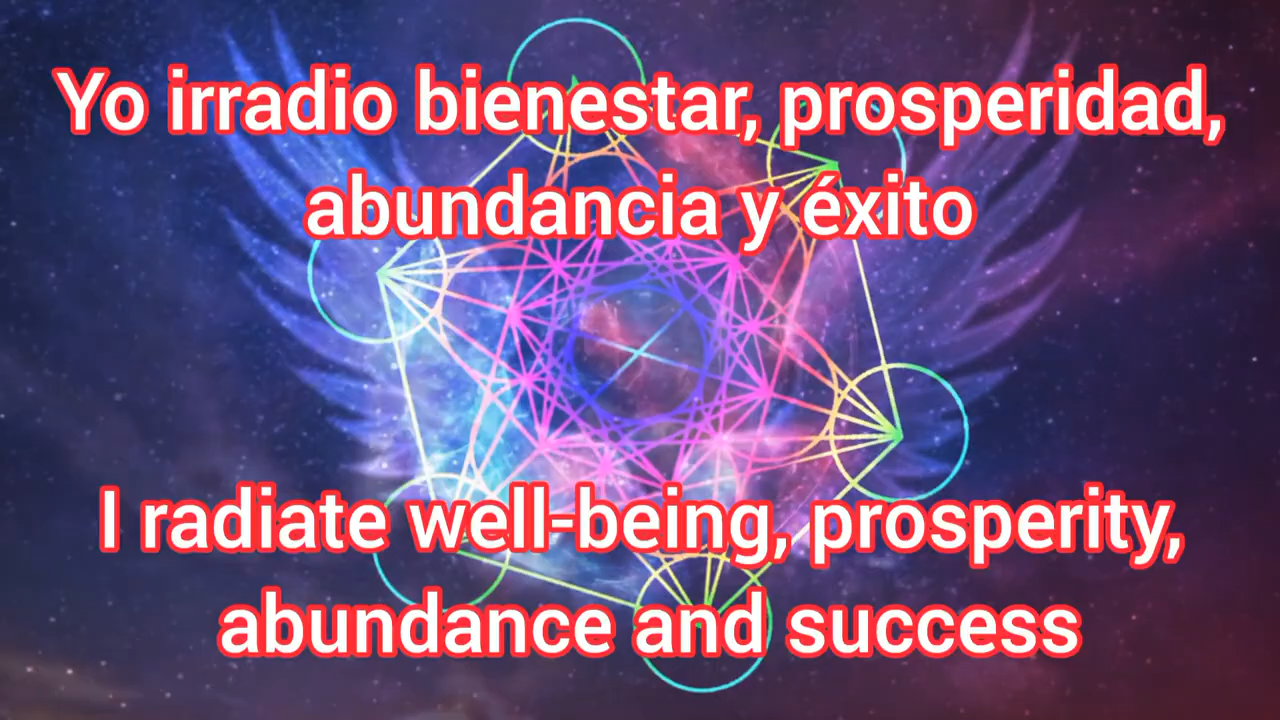 Yo irradio bienestar, prosperidad,
abundancia y éxito
I radiate well-being, prosperity,
abundance and success